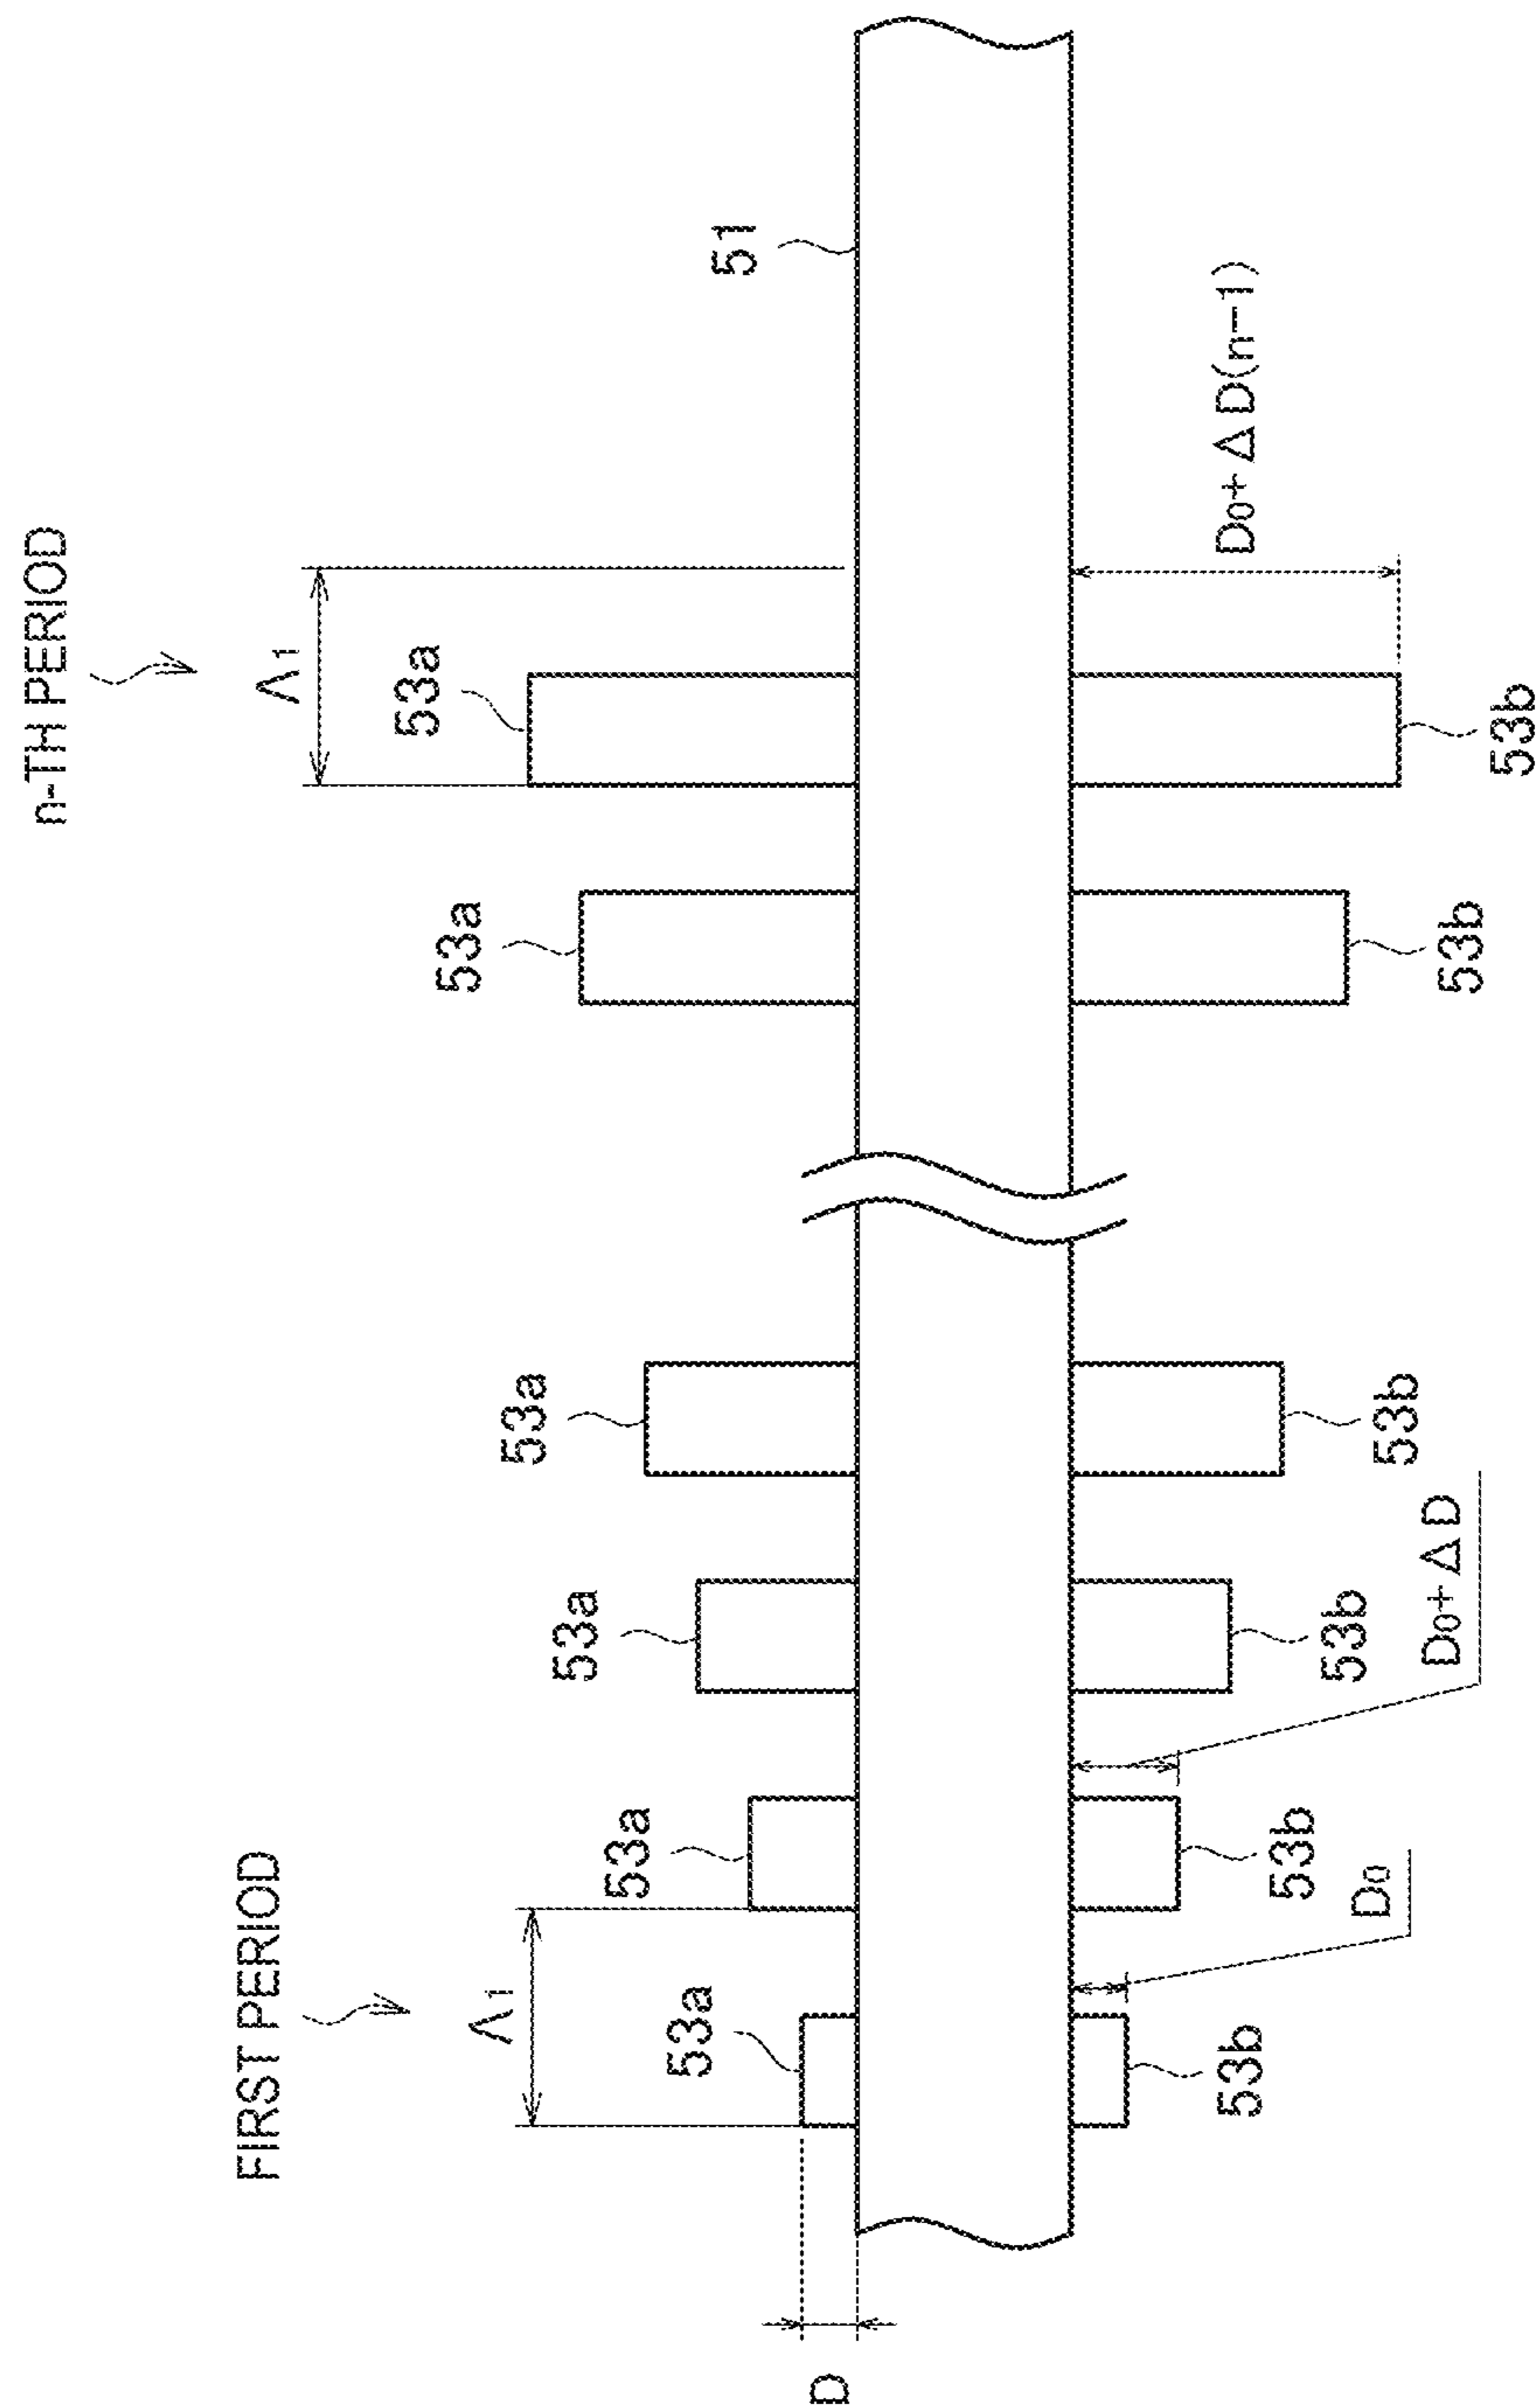 n-TH PERIOD
FIRST PERIOD
Λ1
53a
53a
Λ1
53a
53a
53a
53a
51
D
D₀+ΔD(n-1)
53b
53b
53b
D₀
53b
D₀+ΔD
53b
53b